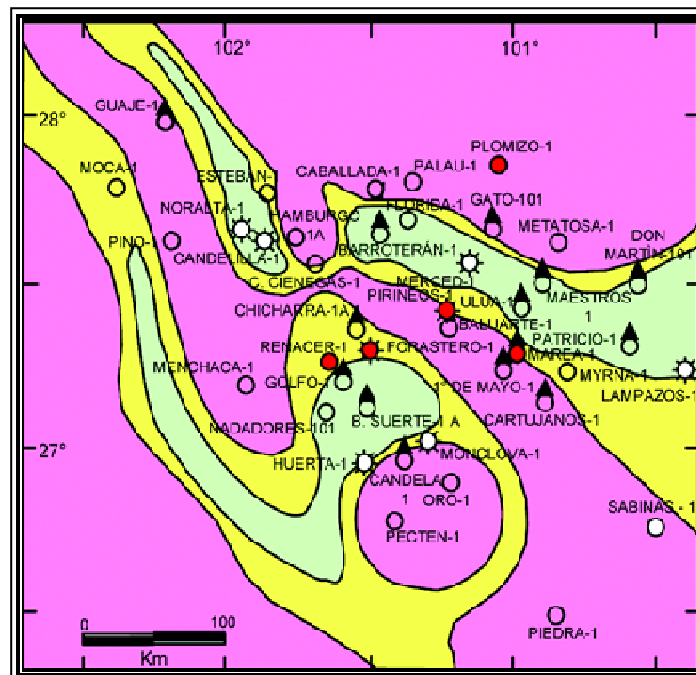 102°
101°
28°
GUAJE-1
PLOMIZO-1
MOCA-1
CABALLADA-1
PALAU-1
ESTEBAN-
NORALTA-1
HAMBURGO
1A
FLORIDA-1
GATO-101
METATOSA-1
DON
MARTIN-101
PINO-1
CANDELILLA-1
BARROTERÁN-1
C. CIENEGAS-1
MERCED-1
PIRINEOS-1
ULUA-1
MAESTROS
1
CHICHARRA-1A
BALUARTE-1
PATRICIO-1
RENACER-1
FORASTERO-1
MAREA-1
MENCHACA-1
GOLFO-1
1° DE MAYO-1
MYRNA-1
LAMPAZOS-1
NADADORES-101
B. SUERTE-1 A
CARTUJANOS-1
27°
HUERTA-1
MONCLOVA-1
CANDELA
1
ORO-1
SABINAS - 1
PECTEN-1
0
100
Km
PIEDRA-1